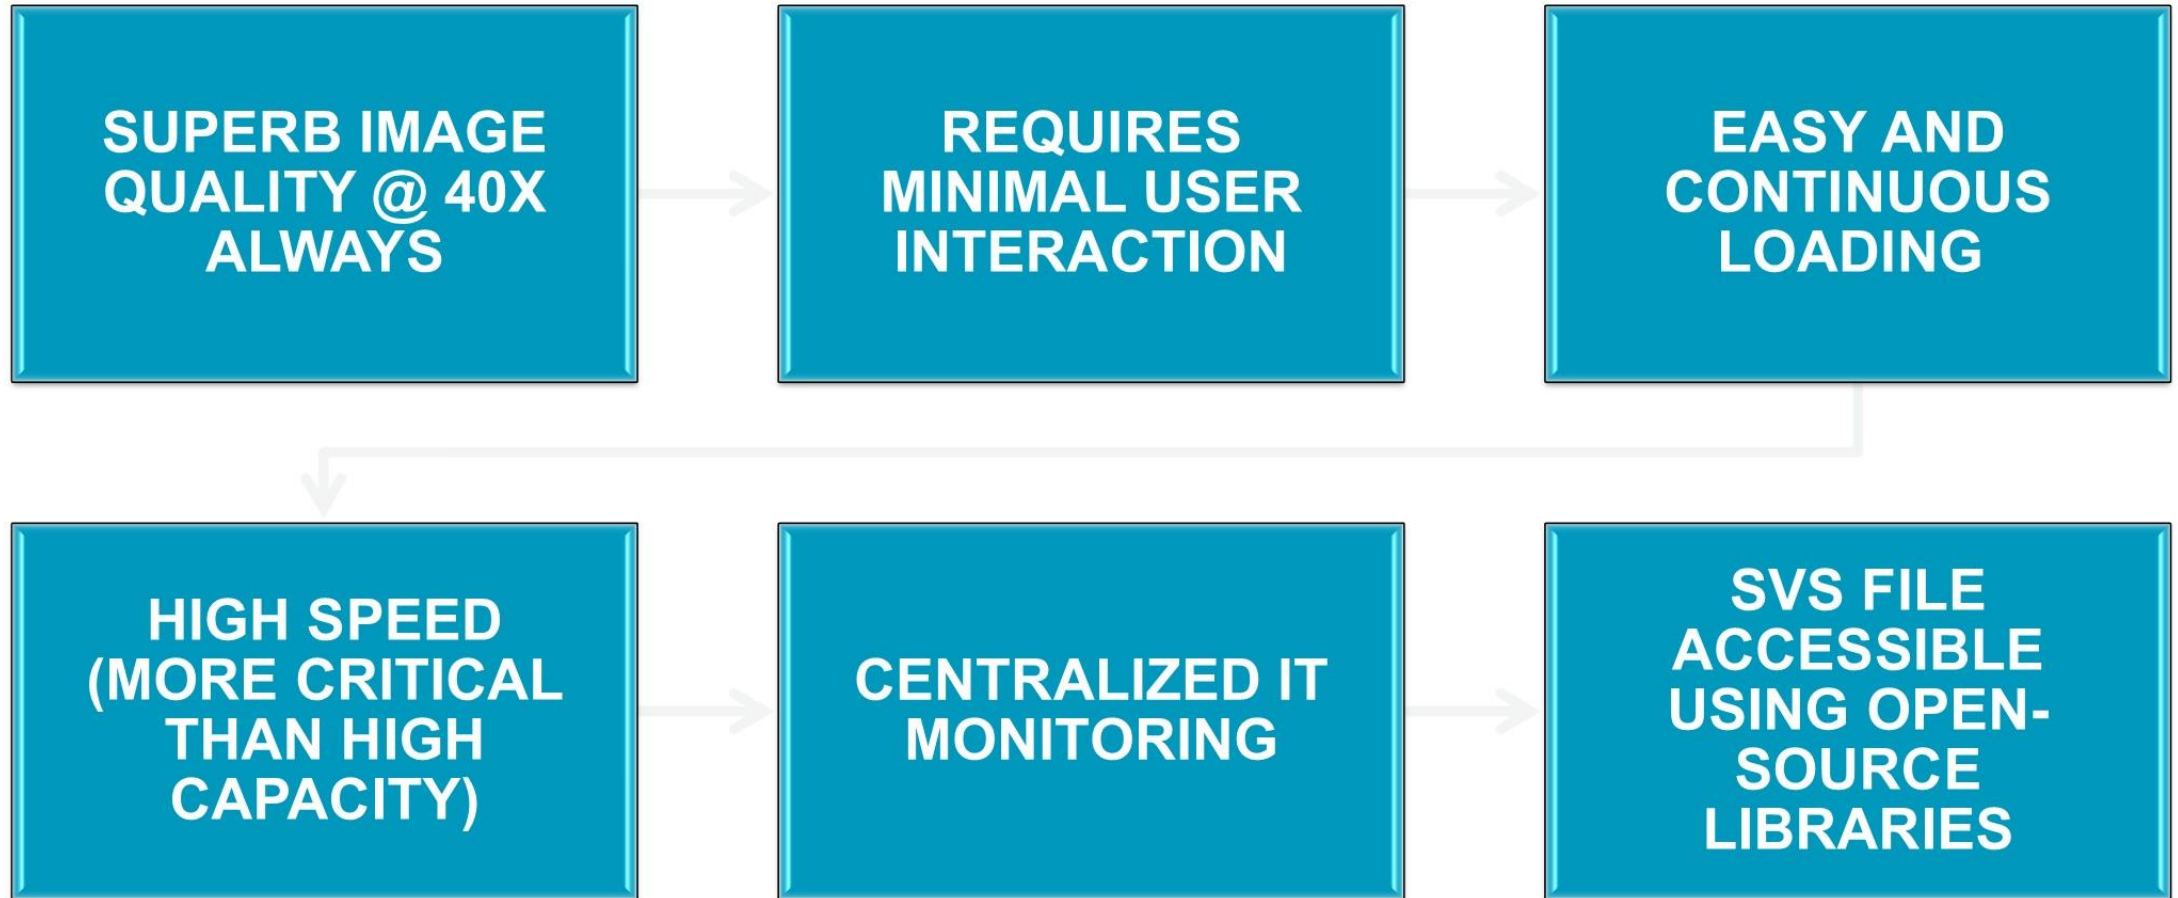 SUPERB IMAGE
QUALITY @ 40X
ALWAYS
REQUIRES
MINIMAL USER
INTERACTION
EASY AND
CONTINUOUS
LOADING
HIGH SPEED
(MORE CRITICAL
THAN HIGH
CAPACITY)
CENTRALIZED IT
MONITORING
SVS FILE
ACCESSIBLE
USING OPEN-
SOURCE
LIBRARIES